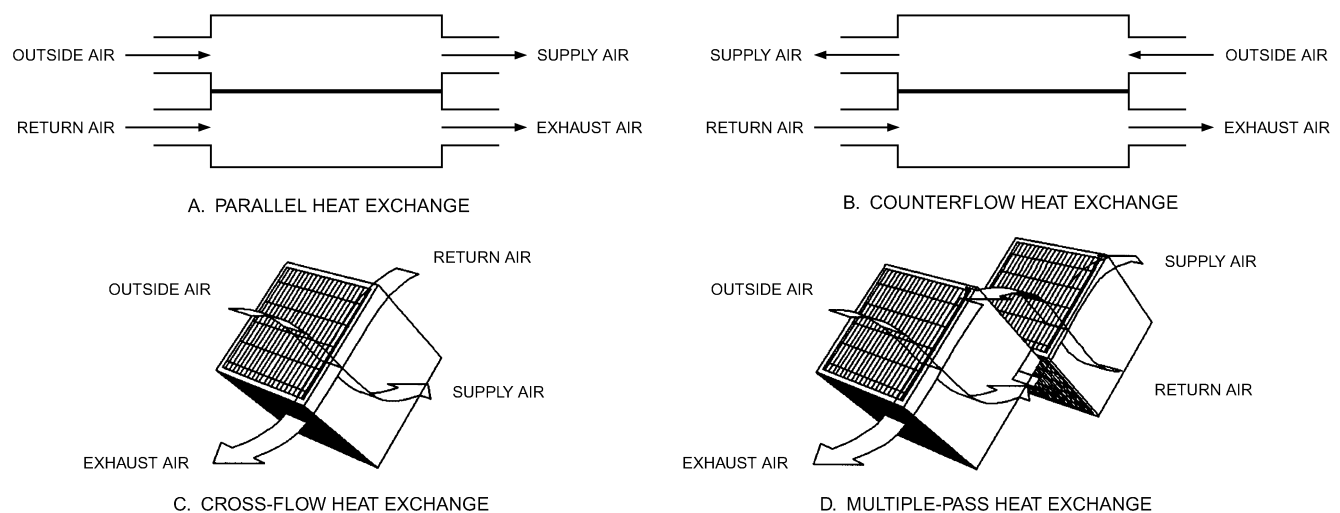 OUTSIDE AIR
SUPPLY AIR
RETURN AIR
EXHAUST AIR
A. PARALLEL HEAT EXCHANGE
SUPPLY AIR
OUTSIDE AIR
RETURN AIR
EXHAUST AIR
B. COUNTERFLOW HEAT EXCHANGE
RETURN AIR
OUTSIDE AIR
SUPPLY AIR
EXHAUST AIR
C. CROSS-FLOW HEAT EXCHANGE
SUPPLY AIR
OUTSIDE AIR
RETURN AIR
EXHAUST AIR
D. MULTIPLE-PASS HEAT EXCHANGE